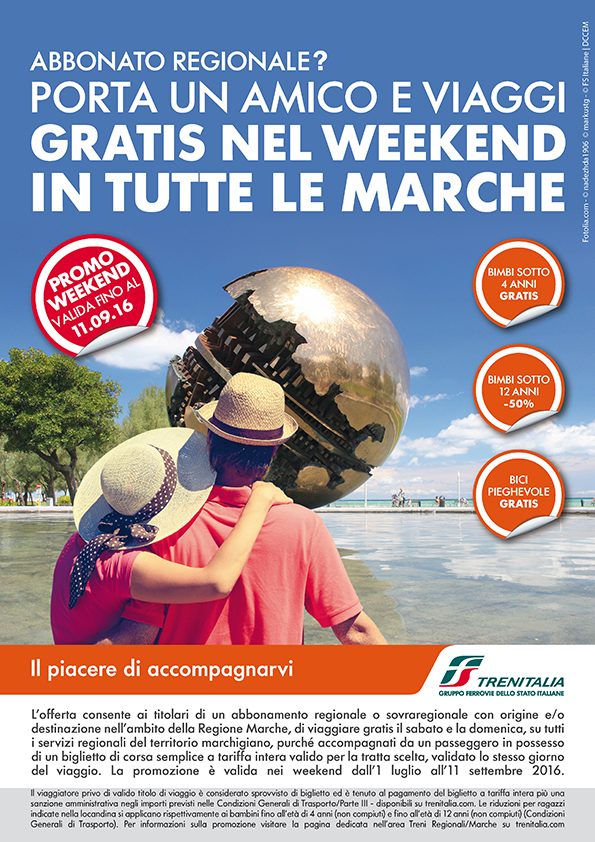 ABBONATO REGIONALE?
PORTA UN AMICO E VIAGGI
GRATIS NEL WEEKEND
IN TUTTE LE MARCHE
Fotolia.com - © nadezhda1906 © markustg - © FS Italiane | DCCEM
PROMO
WEEKEND
VALIDA FINO AL
11.09.16
BIMBI SOTTO
4 ANNI
GRATIS
BIMBI SOTTO
12 ANNI
-50%
BICI
PIEGHEVOLE
GRATIS
Il piacere di accompagnarvi
TRENITALIA
GRUPPO FERROVIE DELLO STATO ITALIANE
L'offerta consente ai titolari di un abbonamento regionale o sovraregionale con origine e/o
destinazione nell'ambito della Regione Marche, di viaggiare gratis il sabato e la domenica, su tutti
i servizi regionali del territorio marchigiano, purché accompagnati da un passeggero in possesso
di un biglietto di corsa semplice a tariffa intera valido per la tratta scelta, validato lo stesso giorno
del viaggio. La promozione è valida nei weekend dall'1 luglio all'11 settembre 2016.
Il viaggiatore privo di valido titolo di viaggio è considerato sprovvisto di biglietto ed è tenuto al pagamento del biglietto a tariffa intera più una
sanzione amministrativa negli importi previsti nelle Condizioni Generali di Trasporto/Parte III - disponibili su trenitalia.com. Le riduzioni per ragazzi
indicate nella locandina si applicano rispettivamente ai bambini fino all'età di 4 anni (non compiuti) e fino all'età di 12 anni (non compiuti) (Condizioni
Generali di Trasporto). Per informazioni sulla promozione visitare la pagina dedicata nell'area Treni Regionali/Marche su trenitalia.com